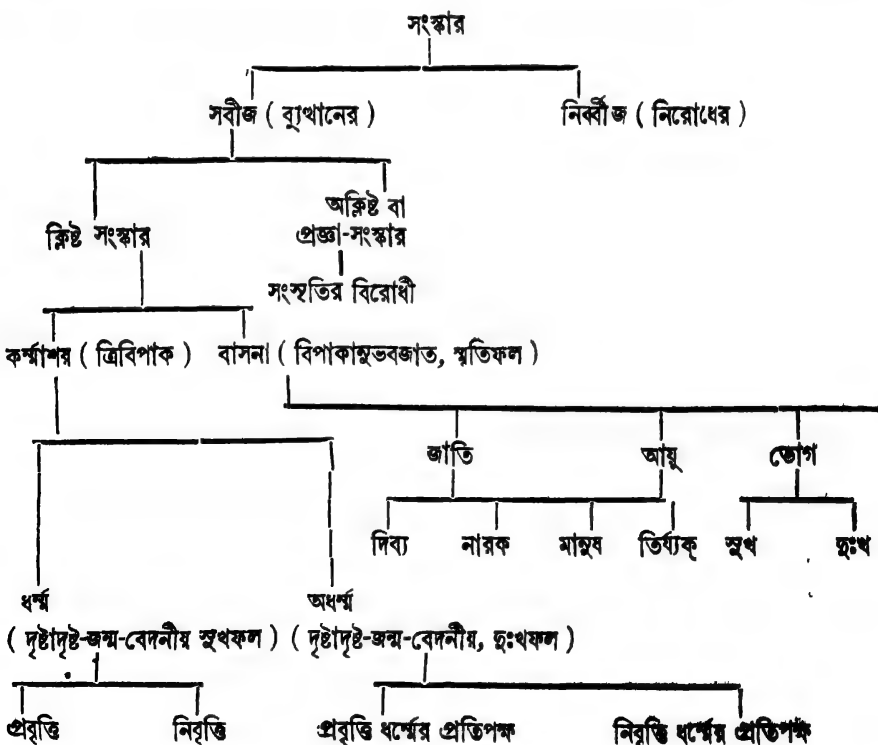 সংস্কার
সবীজ ( ব্যুত্থানের ) নির্ব্বীজ ( নিরোধের )
অক্লিষ্ট বা
ক্লিষ্ট সংস্কার প্রজ্ঞা-সংস্কার
সংসৃতির বিরোধী
কর্ম্মাশয় ( ত্রিবিপাক ) বাসনা ( বিপাকানুভবজাত, স্মৃতিফল )
জাতি আয়ু ভোগ
দিব্য নারক মানুষ তির্য্যক্ সুখ দুঃখ
ধর্ম্ম অধর্ম্ম
( দৃষ্টাদৃষ্ট-জন্ম-বেদনীয় সুখফল ) ( দৃষ্টাদৃষ্ট-জন্ম-বেদনীয়, দুঃখফল )
প্রবৃত্তি নিবৃত্তি প্রবৃত্তি ধর্ম্মের প্রতিপক্ষ নিবৃত্তি ধর্ম্মের প্রতিপক্ষ